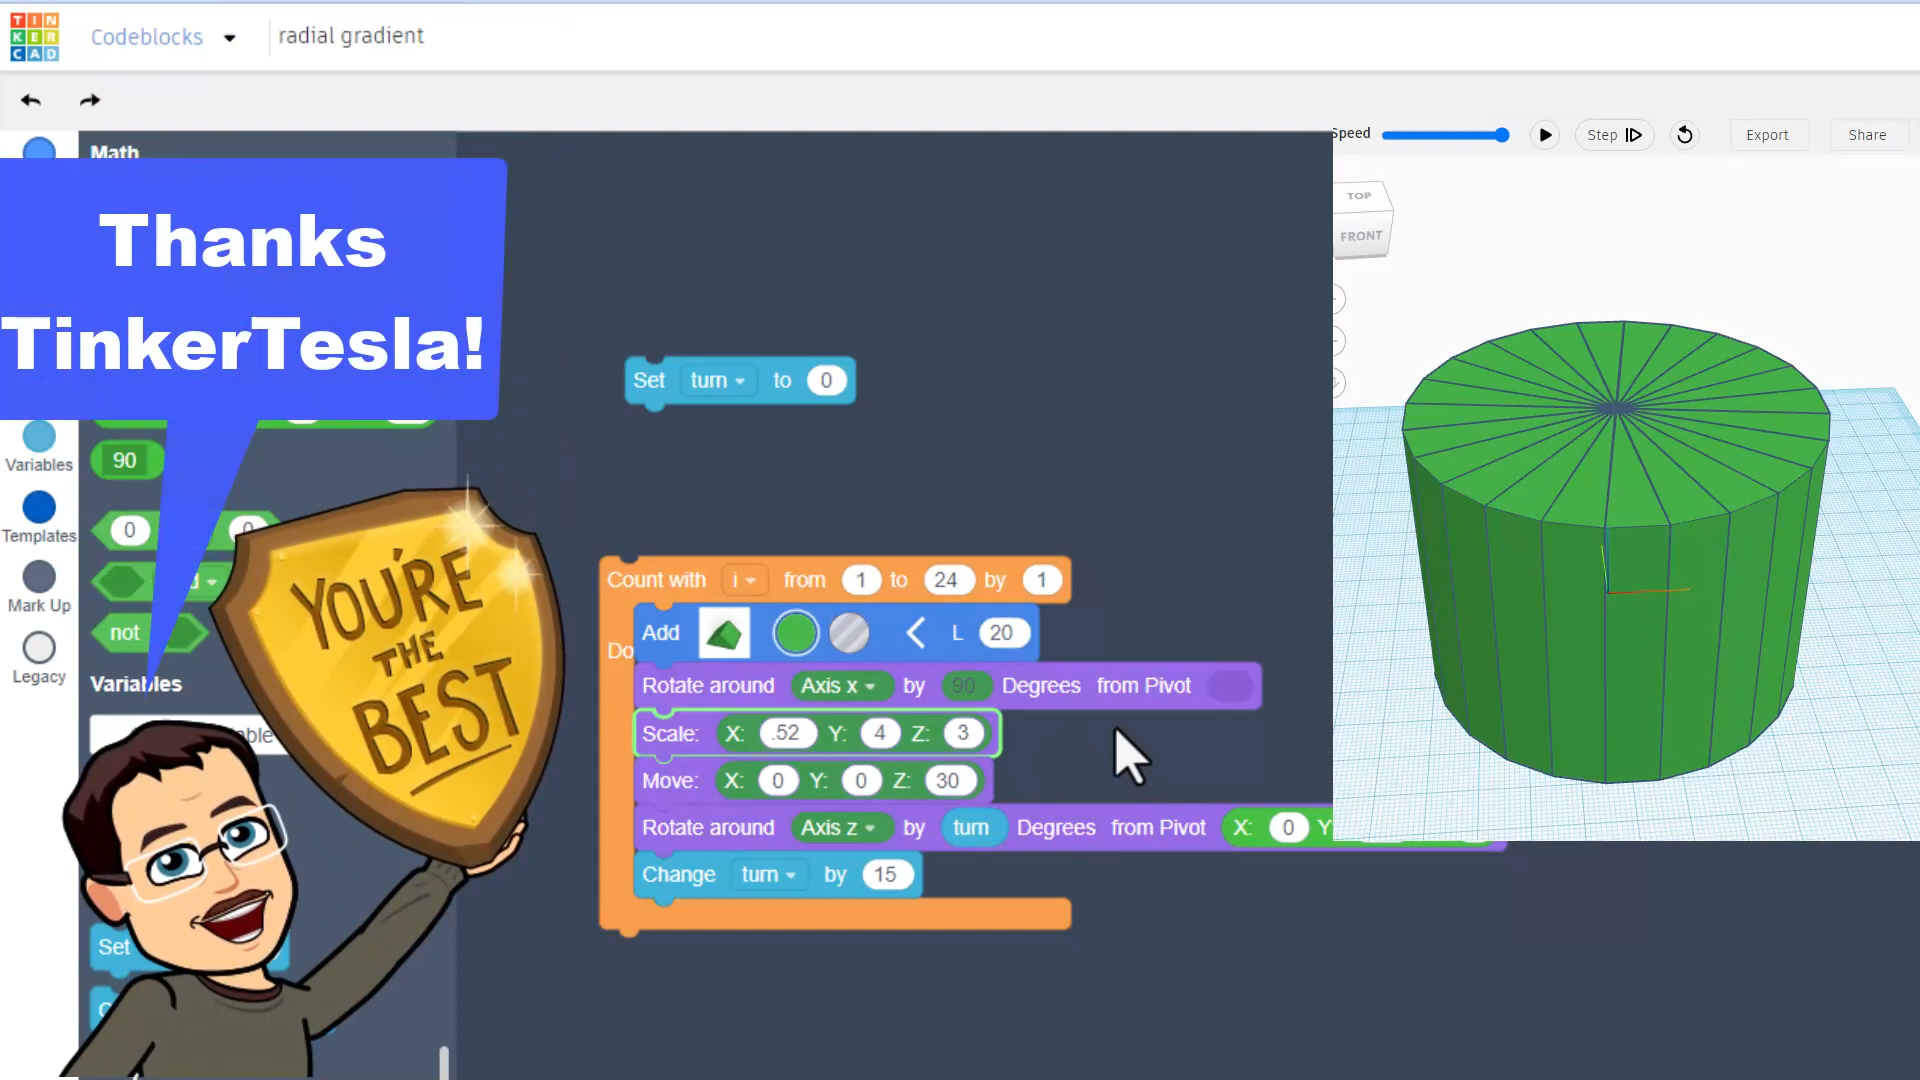 TIN
KER
CAD
Codeblocks
radial gradient
Speed
Step
Export
Share
Math
Thanks
TinkerTesla!
TOP
FRONT
Variables
90
Templates
0
0
Mark Up
not
Legacy
Variables
YOU'RE
THE
BEST
Set
Set turn to 0
Count with i from 1 to 24 by 1
Do
Add L 20
Rotate around Axis x by 90 Degrees from Pivot
Scale: X: .52 Y: 4 Z: 3
Move: X: 0 Y: 0 Z: 30
Rotate around Axis z by turn Degrees from Pivot X: 0 Y
Change turn by 15